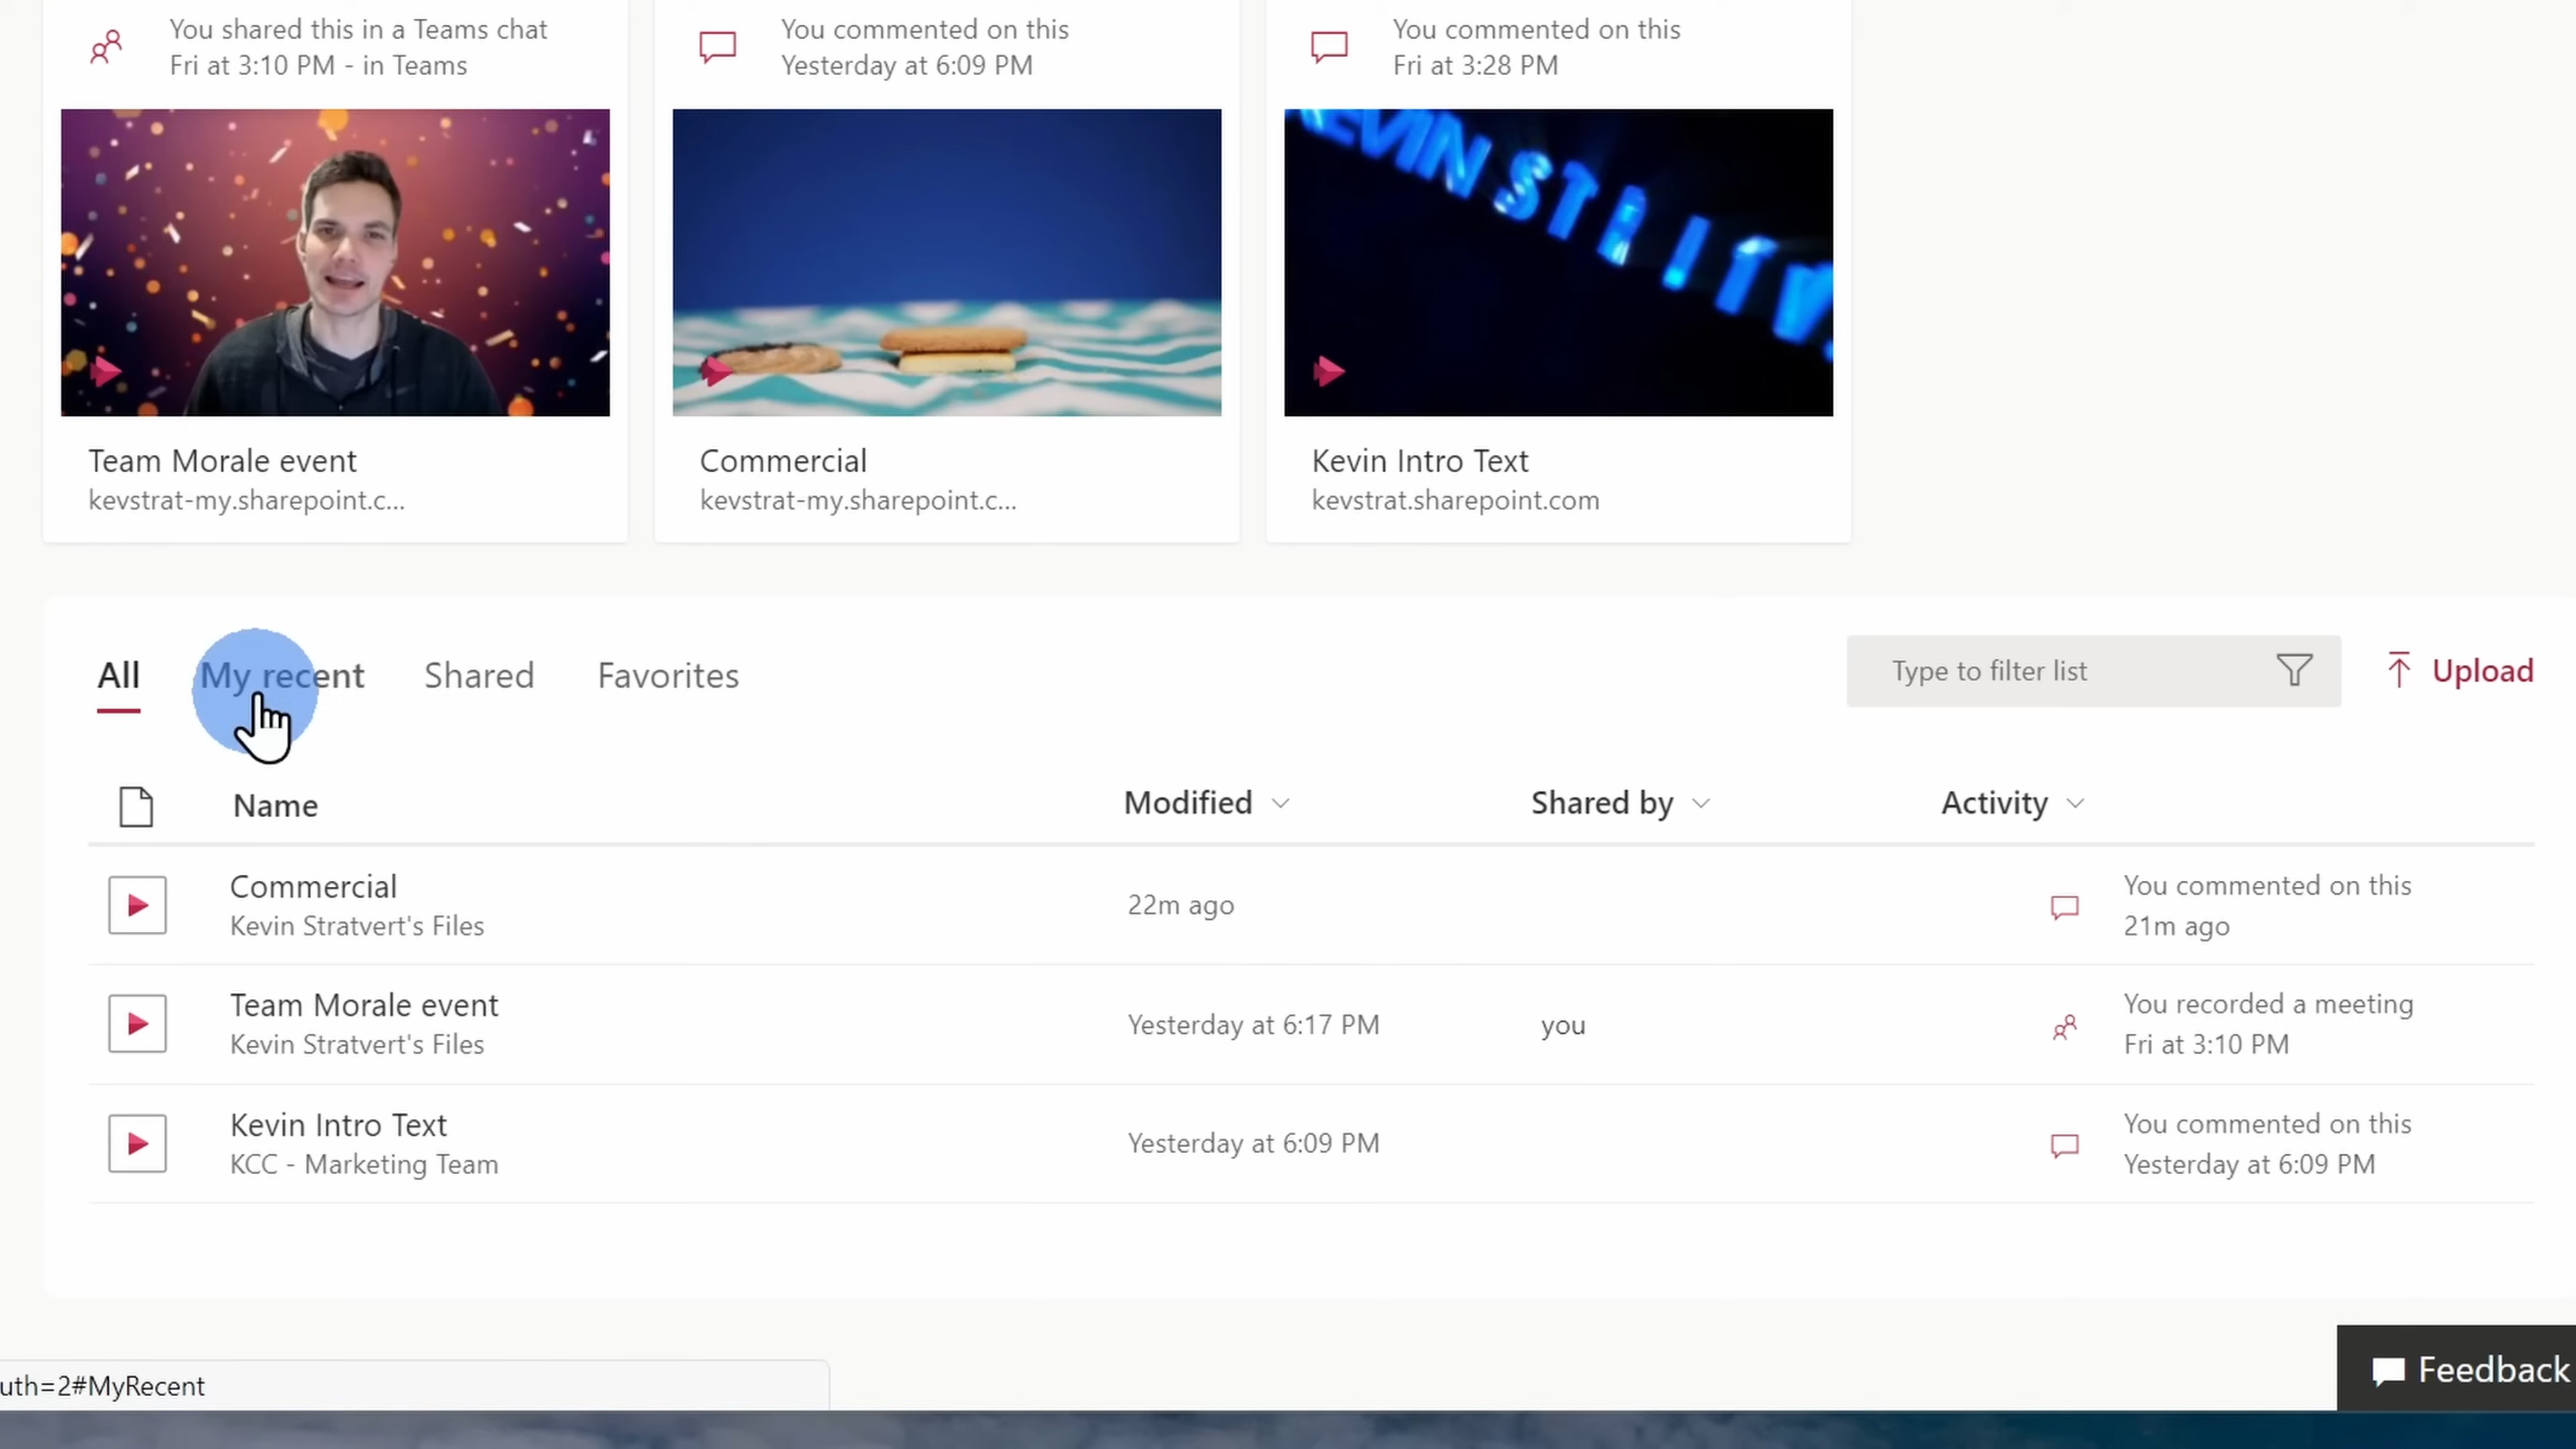 You shared this in a Teams chat
Fri at 3:10 PM - in Teams
You commented on this
Yesterday at 6:09 PM
You commented on this
Fri at 3:28 PM
Team Morale event
kevstrat-my.sharepoint.c...
Commercial
kevstrat-my.sharepoint.c...
Kevin Intro Text
kevstrat.sharepoint.com
All My recent Shared Favorites
Type to filter list
Upload
Name Modified Shared by Activity
Commercial
Kevin Stratvert's Files
22m ago
You commented on this
21m ago
Team Morale event
Kevin Stratvert's Files
Yesterday at 6:17 PM
you
You recorded a meeting
Fri at 3:10 PM
Kevin Intro Text
KCC - Marketing Team
Yesterday at 6:09 PM
You commented on this
Yesterday at 6:09 PM
uth=2#MyRecent
Feedback